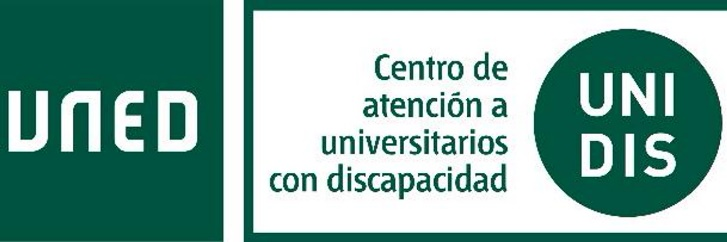 UNED
Centro de
atención a
universitarios
con discapacidad
UNI
DIS